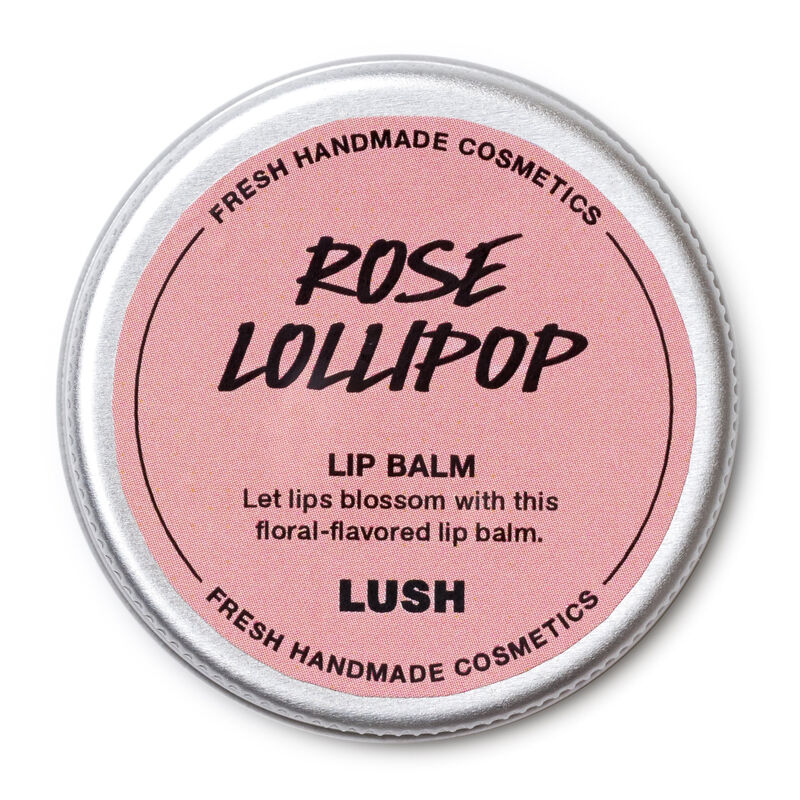 FRESH HANDMADE COSMETICS
ROSE
LOLLIPOP
LIP BALM
Let lips blossom with this
floral-flavored lip balm.
LUSH
FRESH HANDMADE COSMETICS